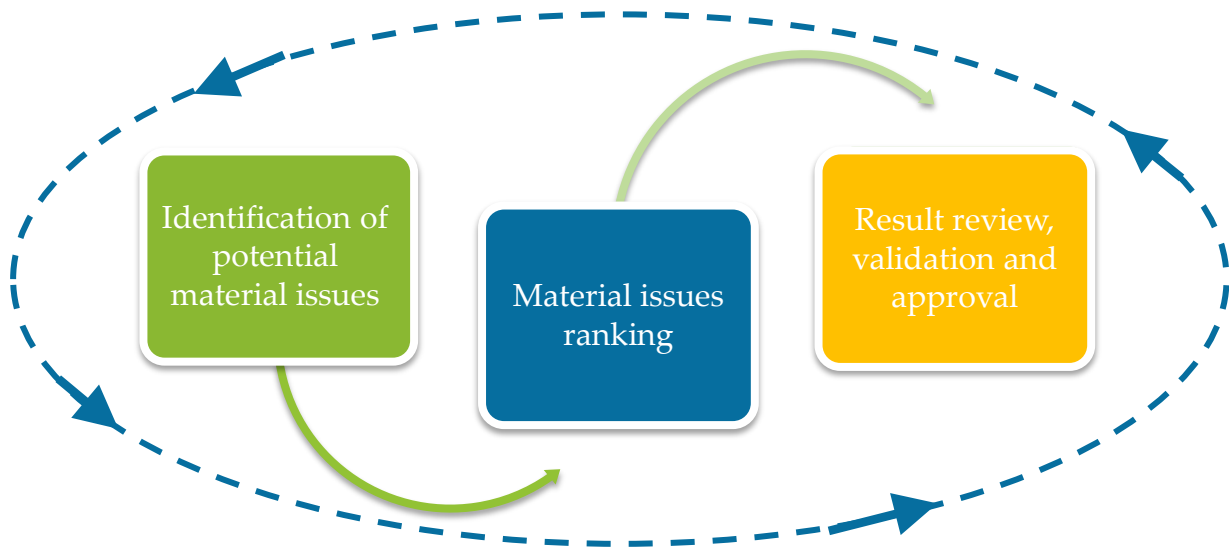 Identification of
potential
material issues
Material issues
ranking
Result review,
validation and
approval